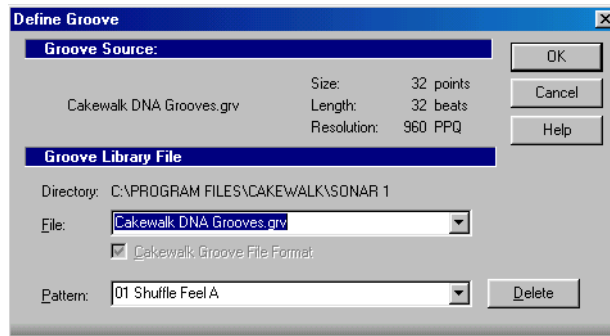 Define Groove
Groove Source:
OK
Size: 32 points
Cakewalk DNA Grooves.grv
Length: 32 beats
Cancel
Resolution: 960 PPQ
Help
Groove Library File
Directory: C:\PROGRAM FILES\CAKEWALK\SONAR 1
File: Cakewalk DNA Grooves.grv
Cakewalk Groove File Format
Pattern: 01 Shuffle Feel A
Delete